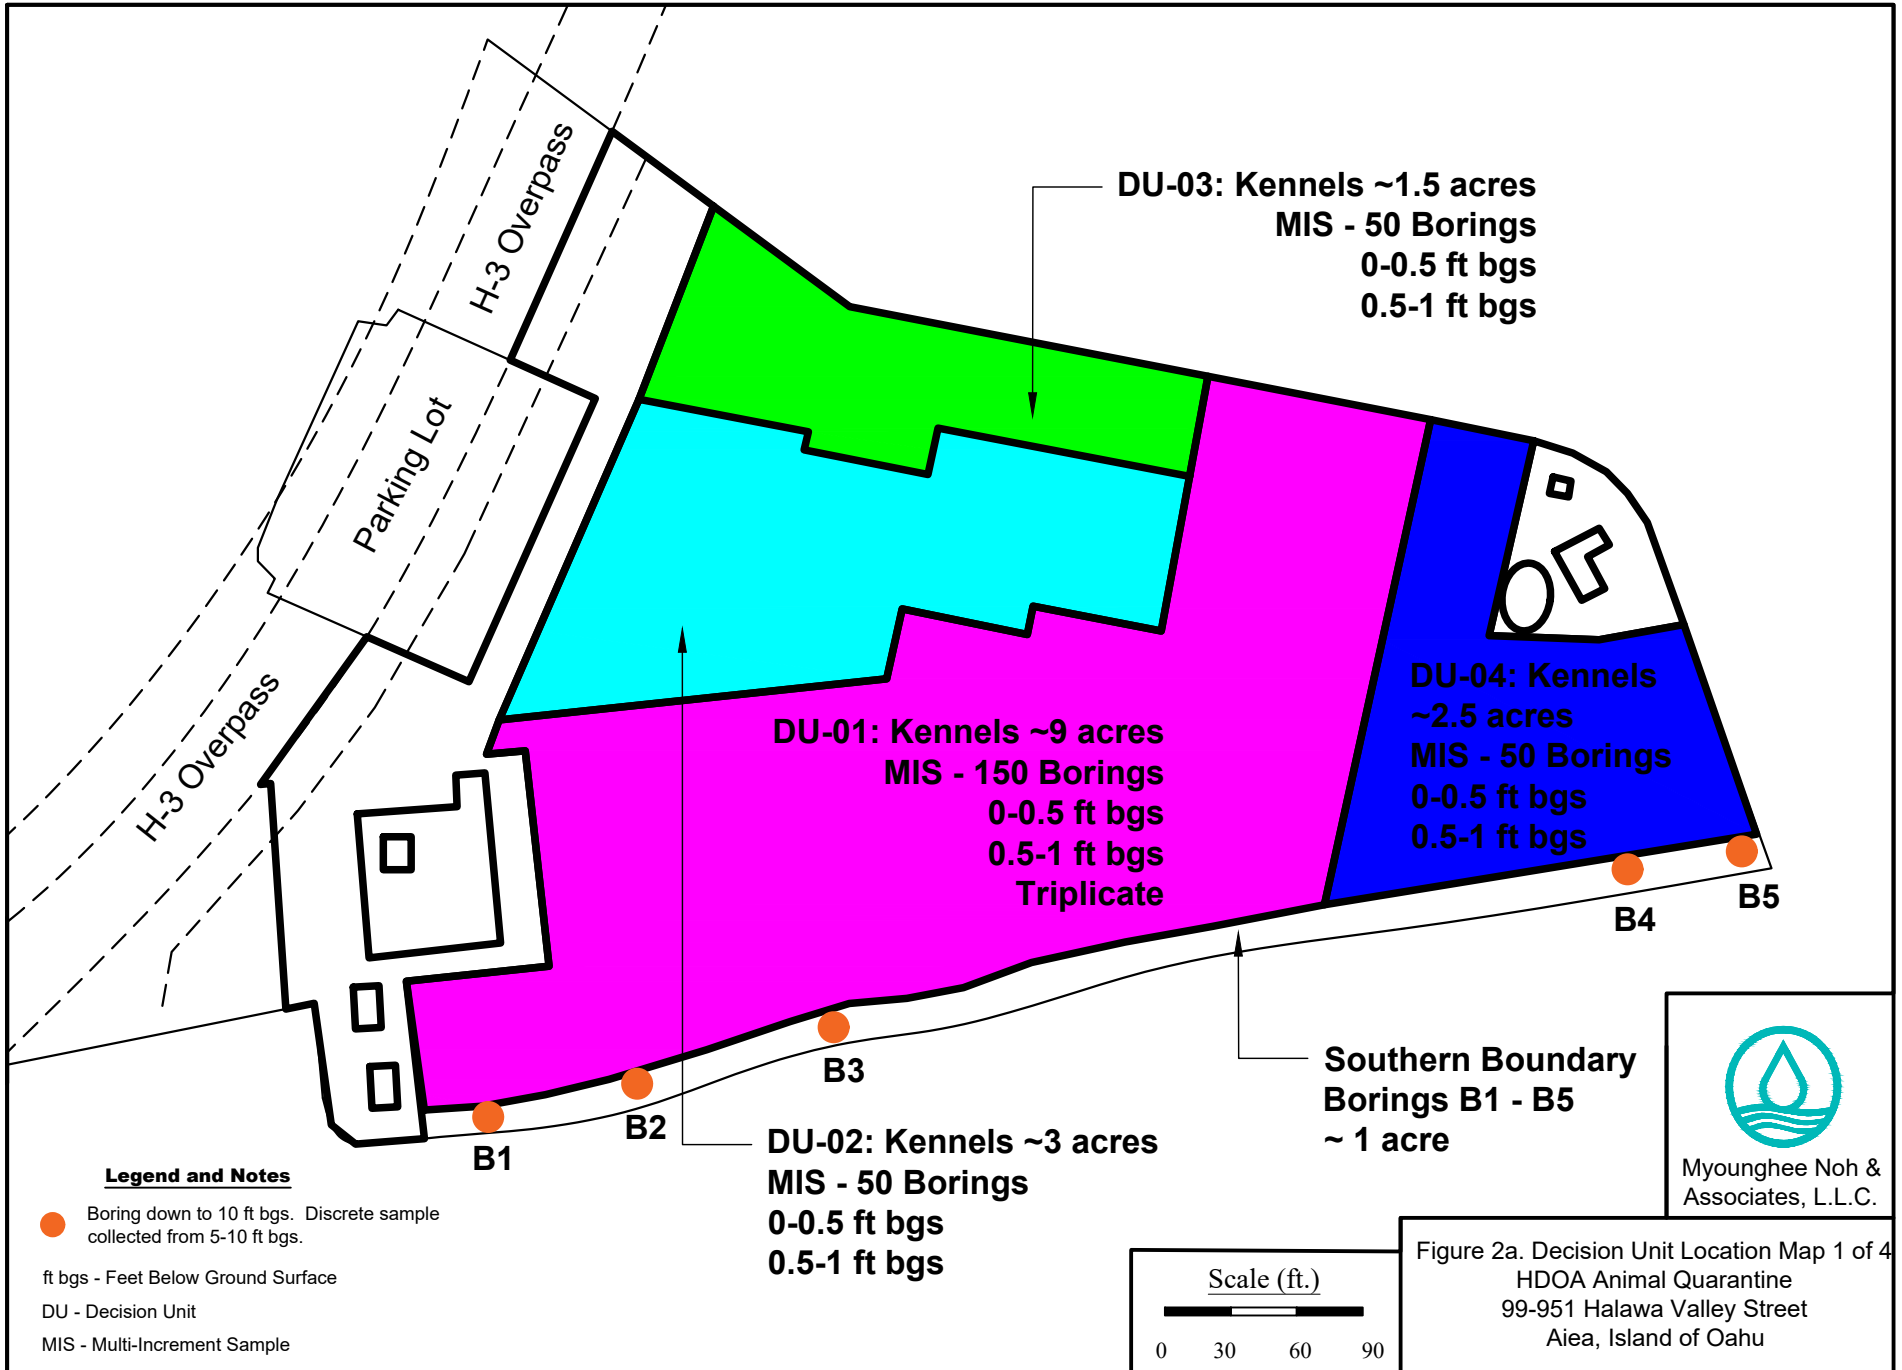 H-3 Overpass
DU-03: Kennels ~1.5 acres
MIS - 50 Borings
0-0.5 ft bgs
0.5-1 ft bgs
Parking Lot
H-3 Overpass
DU-04: Kennels
~2.5 acres
MIS - 50 Borings
0-0.5 ft bgs
0.5-1 ft bgs
DU-01: Kennels ~9 acres
MIS - 150 Borings
0-0.5 ft bgs
0.5-1 ft bgs
Triplicate
B5
B4
B3
B2
B1
Southern Boundary
Borings B1 - B5
~ 1 acre
DU-02: Kennels ~3 acres
MIS - 50 Borings
0-0.5 ft bgs
0.5-1 ft bgs
Legend and Notes
Boring down to 10 ft bgs.  Discrete sample
collected from 5-10 ft bgs.
ft bgs - Feet Below Ground Surface
DU - Decision Unit
MIS - Multi-Increment Sample
Scale (ft.)
0 30 60 90
Myounghee Noh &
Associates, L.L.C.
Figure 2a. Decision Unit Location Map 1 of 4
HDOA Animal Quarantine
99-951 Halawa Valley Street
Aiea, Island of Oahu